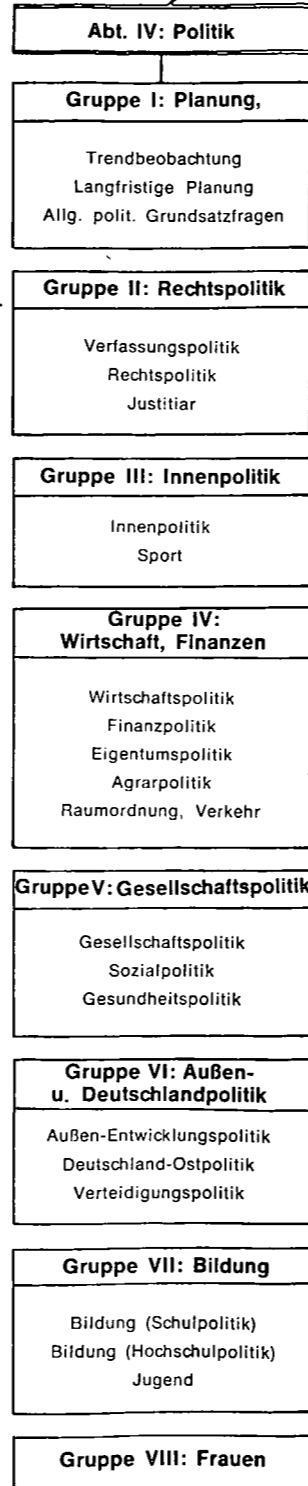 Abt. IV: Politik
Gruppe I: Planung,
Trendbeobachtung
Langfristige Planung
Allg. polit. Grundsatzfragen
Gruppe II: Rechtspolitik
Verfassungspolitik
Rechtspolitik
Justitiar
Gruppe III: Innenpolitik
Innenpolitik
Sport
Gruppe IV:
Wirtschaft, Finanzen
Wirtschaftspolitik
Finanzpolitik
Eigentumspolitik
Agrarpolitik
Raumordnung, Verkehr
Gruppe V: Gesellschaftspolitik
Gesellschaftspolitik
Sozialpolitik
Gesundheitspolitik
Gruppe VI: Außen-
u. Deutschlandpolitik
Außen-Entwicklungspolitik
Deutschland-Ostpolitik
Verteidigungspolitik
Gruppe VII: Bildung
Bildung (Schulpolitik)
Bildung (Hochschulpolitik)
Jugend
Gruppe VIII: Frauen